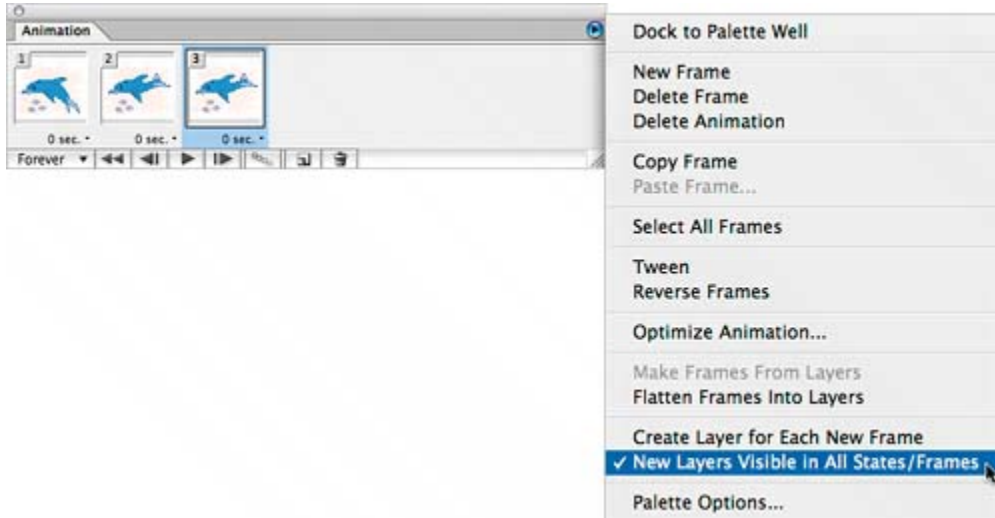 Animation
1 2 3
0 sec. 0 sec. 0 sec.
Forever
Dock to Palette Well
New Frame
Delete Frame
Delete Animation
Copy Frame
Paste Frame...
Select All Frames
Tween
Reverse Frames
Optimize Animation...
Make Frames From Layers
Flatten Frames Into Layers
Create Layer for Each New Frame
✓ New Layers Visible in All States/Frames
Palette Options...